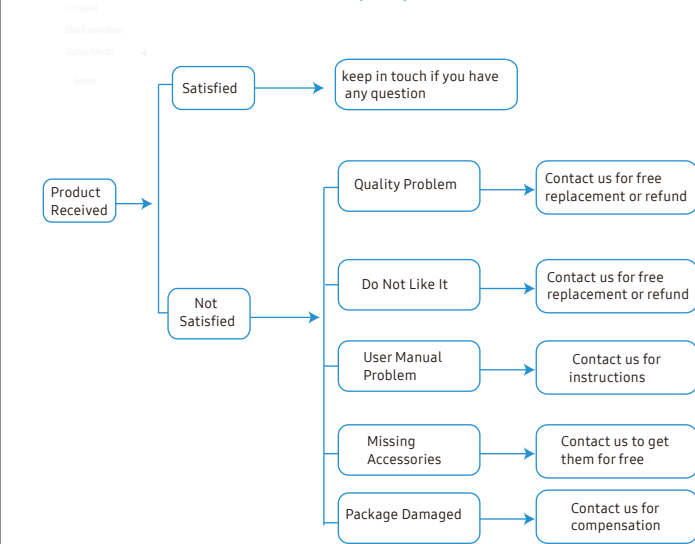 Satisfied
keep in touch if you have
any question
Product
Received
Quality Problem
Contact us for free
replacement or refund
Do Not Like It
Contact us for free
replacement or refund
Not
Satisfied
User Manual
Problem
Contact us for
instructions
Missing
Accessories
Contact us to get
them for free
Package Damaged
Contact us for
compensation